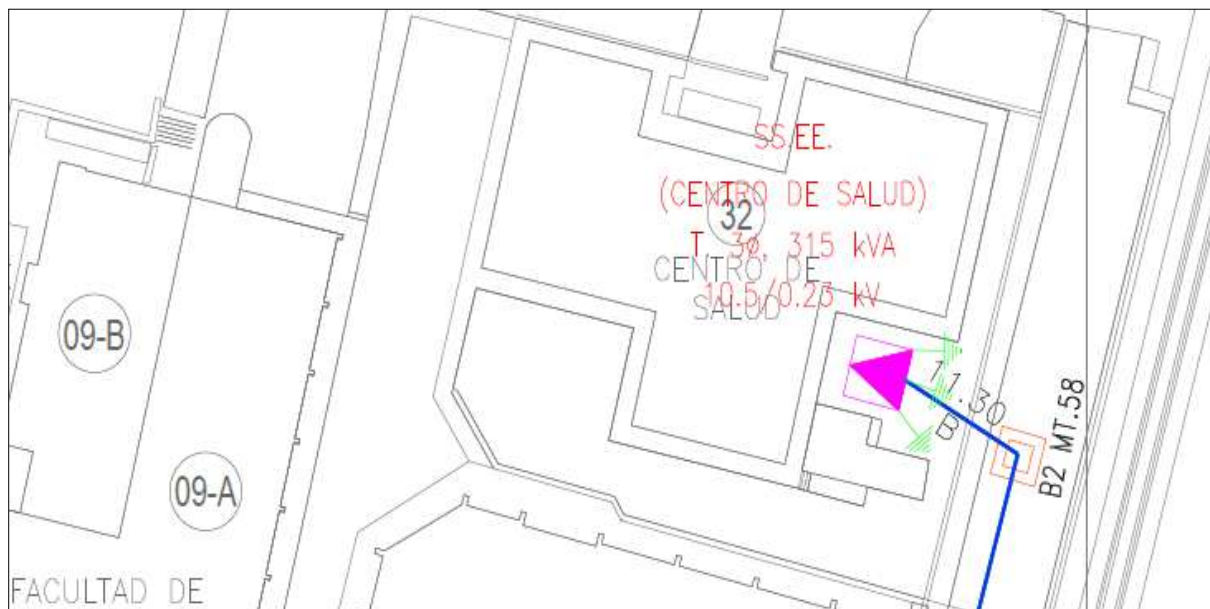 SS.EE.
(CENTRO DE SALUD)
32
T. 3ø, 315 kVA
CENTRO DE
10.5/0.23 kV
SALUD
09-B
11.30
B
B2 MT.58
09-A
FACULTAD DE